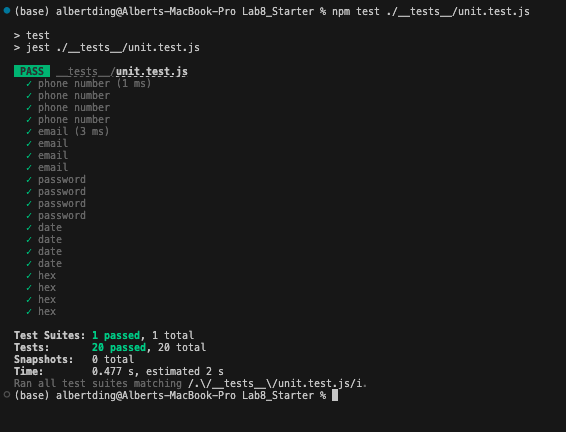 (base) albertding@Alberts-MacBook-Pro Lab8_Starter % npm test ./__tests__/unit.test.js
> test
> jest ./__tests__/unit.test.js
PASS __tests__/unit.test.js
✓ phone number (1 ms)
✓ phone number
✓ phone number
✓ phone number
✓ email (3 ms)
✓ email
✓ email
✓ email
✓ password
✓ password
✓ password
✓ password
✓ date
✓ date
✓ date
✓ date
✓ hex
✓ hex
✓ hex
✓ hex
Test Suites: 1 passed, 1 total
Tests: 20 passed, 20 total
Snapshots: 0 total
Time: 0.477 s, estimated 2 s
Ran all test suites matching /.\/__tests__\/unit.test.js/i.
(base) albertding@Alberts-MacBook-Pro Lab8_Starter %